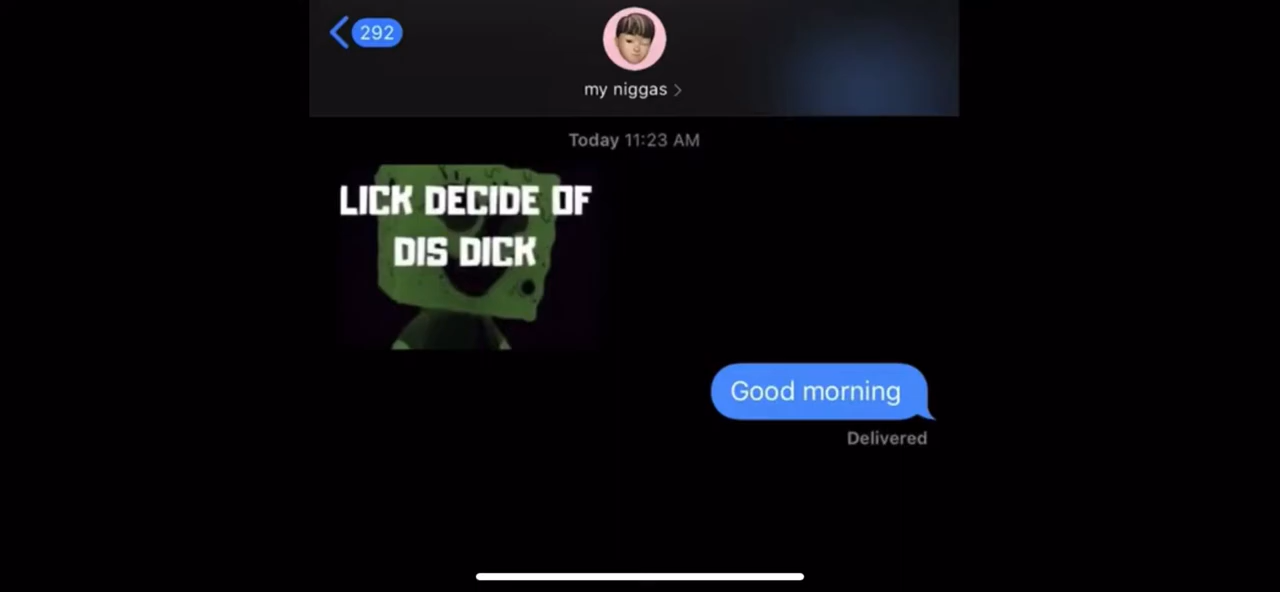 292
my niggas
Today 11:23 AM
LICK DECIDE OF
DIS DICK
Good morning
Delivered